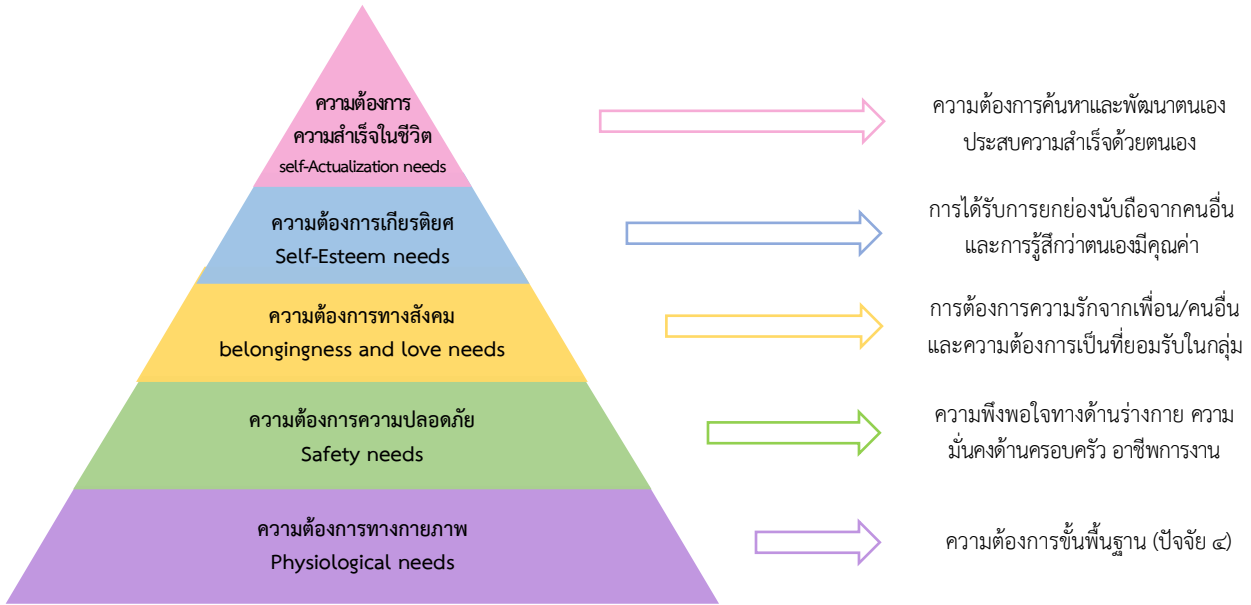 ความต้องการ
ความสำเร็จในชีวิต
self-Actualization needs
ความต้องการค้นหาและพัฒนาตนเอง
ประสบความสำเร็จด้วยตนเอง
ความต้องการเกียรติยศ
Self-Esteem needs
การได้รับการยกย่องนับถือจากคนอื่น
และการรู้สึกว่าตนเองมีคุณค่า
ความต้องการทางสังคม
belongingness and love needs
การต้องการความรักจากเพื่อน/คนอื่น
และความต้องการเป็นที่ยอมรับในกลุ่ม
ความต้องการความปลอดภัย
Safety needs
ความพึงพอใจทางด้านร่างกาย ความ
มั่นคงด้านครอบครัว อาชีพการงาน
ความต้องการทางกายภาพ
Physiological needs
ความต้องการขั้นพื้นฐาน (ปัจจัย ๔)